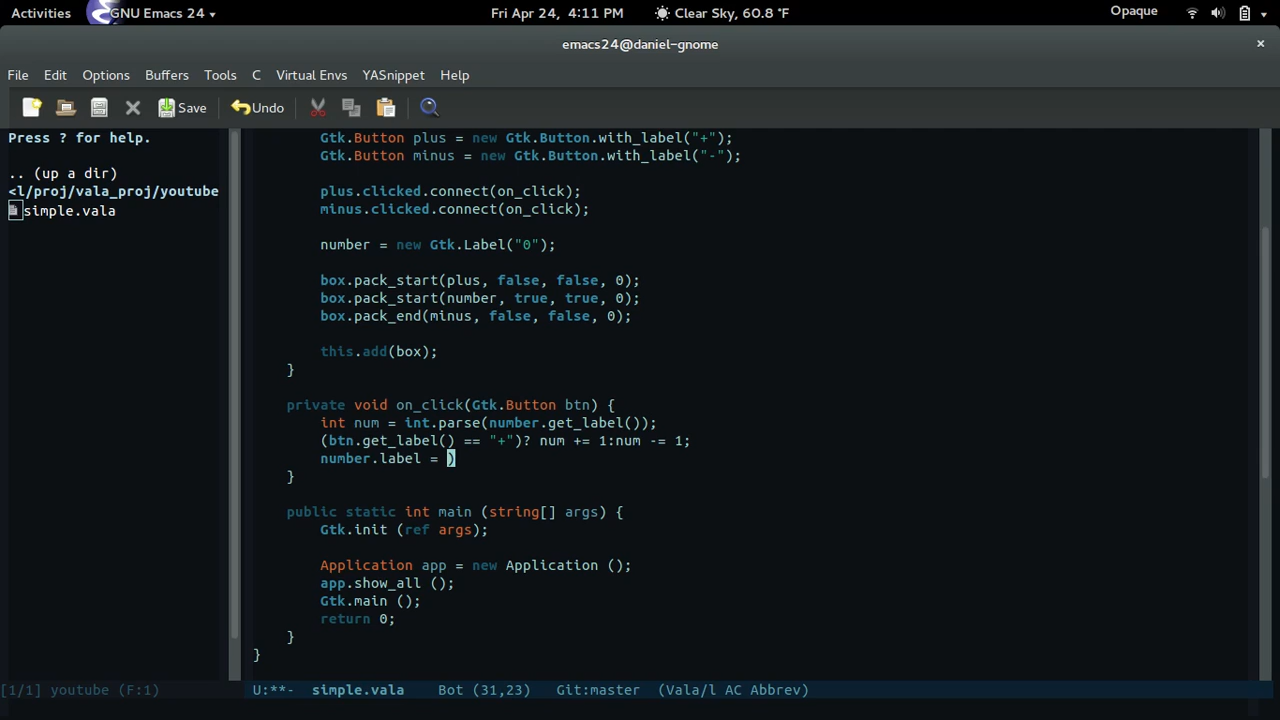 Activities GNU Emacs 24 Fri Apr 24, 4:11 PM Clear Sky, 60.8 °F Opaque
emacs24@daniel-gnome ×
File Edit Options Buffers Tools C Virtual Envs YASnippet Help
Save Undo
Press ? for help.
.. (up a dir)
<l/proj/vala_proj/youtube
simple.vala
Gtk.Button plus = new Gtk.Button.with_label("+");
Gtk.Button minus = new Gtk.Button.with_label("-");
plus.clicked.connect(on_click);
minus.clicked.connect(on_click);
number = new Gtk.Label("0");
box.pack_start(plus, false, false, 0);
box.pack_start(number, true, true, 0);
box.pack_end(minus, false, false, 0);
this.add(box);
}
private void on_click(Gtk.Button btn) {
int num = int.parse(number.get_label());
(btn.get_label() == "+")? num += 1:num -= 1;
number.label = )
}
public static int main (string[] args) {
Gtk.init (ref args);
Application app = new Application ();
app.show_all ();
Gtk.main ();
return 0;
}
}
[1/1] youtube (F:1) U:**- simple.vala Bot (31,23) Git:master (Vala/l AC Abbrev)